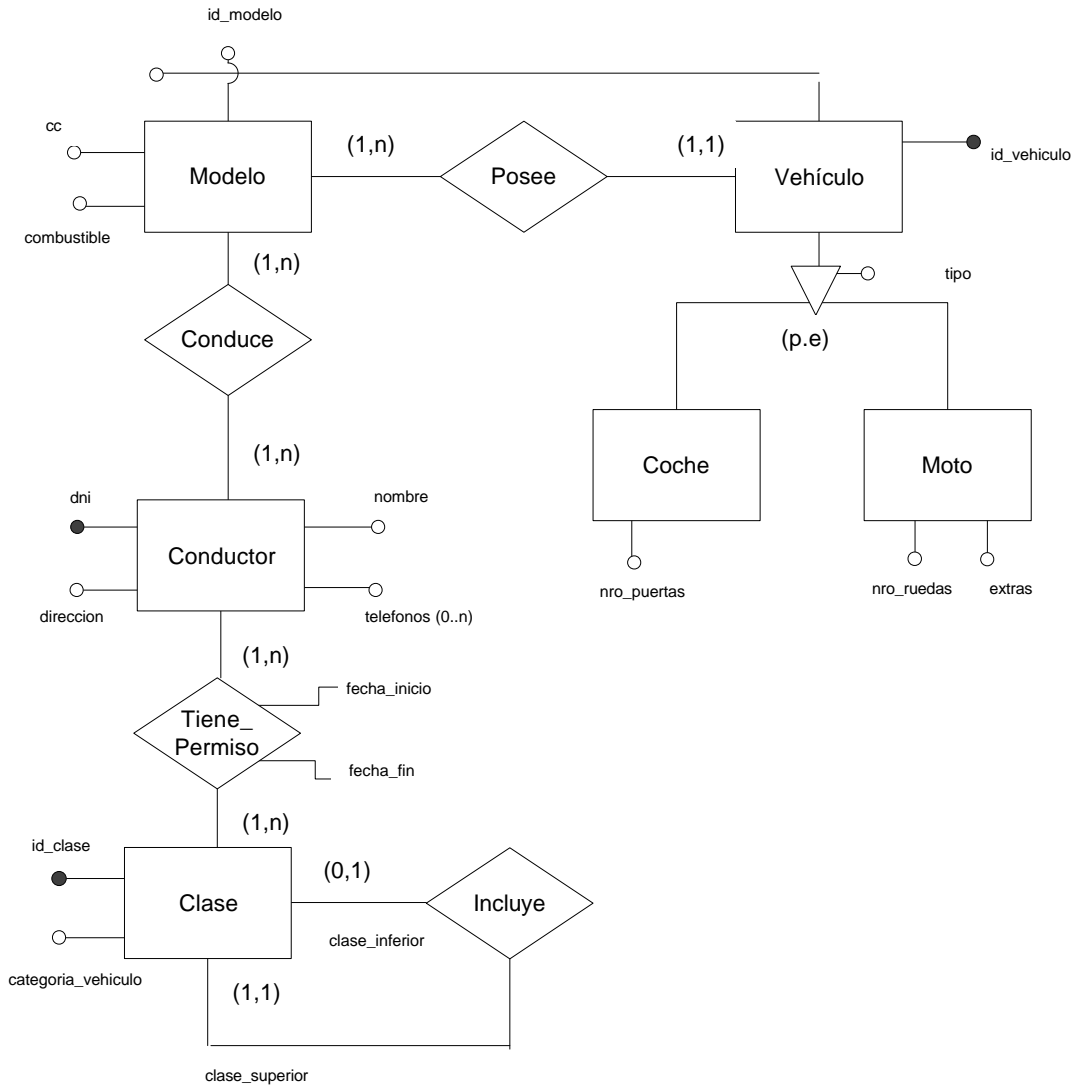 id_modelo
cc
(1,n)
(1,1)
id_vehiculo
Modelo
Posee
Vehículo
combustible
(1,n)
tipo
Conduce
(p.e)
(1,n)
Coche
Moto
dni
nombre
Conductor
nro_puertas
nro_ruedas
extras
direccion
telefonos (0..n)
(1,n)
fecha_inicio
Tiene_
Permiso
fecha_fin
(1,n)
id_clase
(0,1)
Clase
Incluye
clase_inferior
categoría_vehiculo
(1,1)
clase_superior